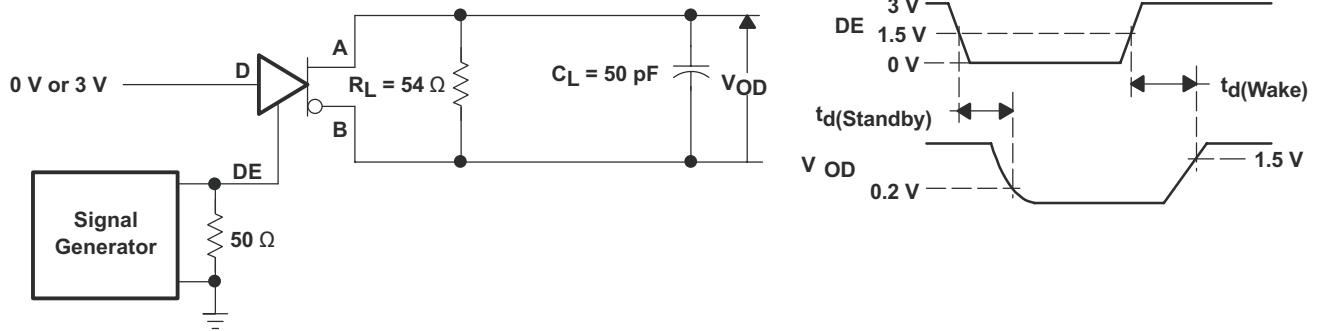 0 V or 3 V
D
A
B
DE
R_L = 54 Ω
C_L = 50 pF
V_OD
Signal
Generator
50 Ω
3 V
DE
1.5 V
0 V
t_d(Wake)
t_d(Standby)
V OD
1.5 V
0.2 V